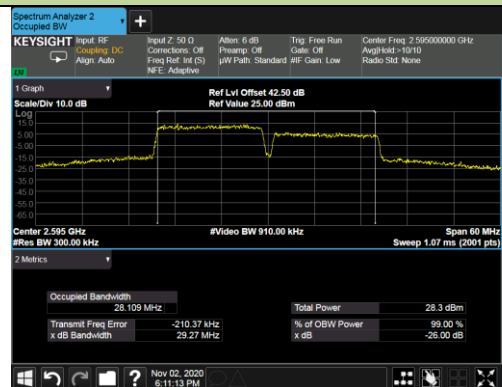 Spectrum Analyzer 2
Occupied BW
+
KEYSIGHT
Input: RF
Coupling: DC
Align: Auto
Input Z: 50 Ω
Corrections: Off
Freq Ref: Int (S)
NFE: Adaptive
Atten: 6 dB
Preamp: Off
µW Path: Standard
Trig: Free Run
Gate: Off
#IF Gain: Low
Center Freq: 2.595000000 GHz
Avg|Hold:>10/10
Radio Std: None
1 Graph
Scale/Div 10.0 dB
Ref Lvl Offset 42.50 dB
Ref Value 25.00 dBm
Log
15.0
5.00
-5.00
-15.0
-25.0
-35.0
-45.0
-55.0
-65.0
Center 2.595 GHz
#Video BW 910.00 kHz
Span 60 MHz
#Res BW 300.00 kHz
Sweep 1.07 ms (2001 pts)
2 Metrics
Occupied Bandwidth
28.109 MHz
Total Power 28.3 dBm
Transmit Freq Error -210.37 kHz
% of OBW Power 99.00 %
x dB Bandwidth 29.27 MHz
x dB -26.00 dB
?
Nov 02, 2020
6:11:13 PM